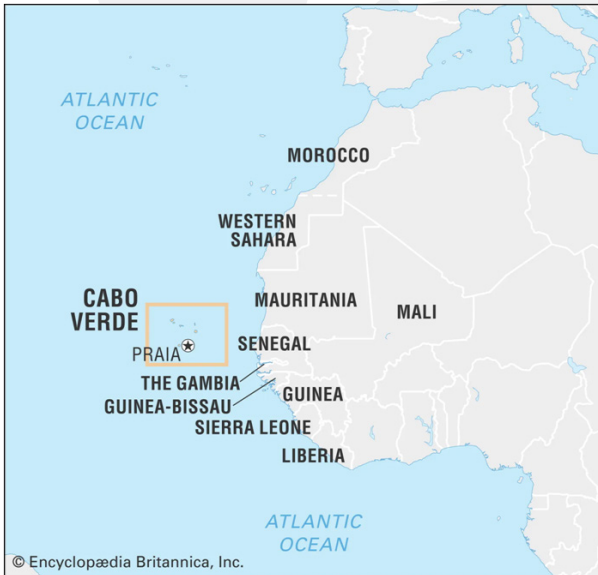 ATLANTIC
OCEAN
MOROCCO
WESTERN
SAHARA
CABO
VERDE
MAURITANIA
MALI
PRAIA
SENEGAL
THE GAMBIA
GUINEA-BISSAU
GUINEA
SIERRA LEONE
LIBERIA
ATLANTIC
OCEAN
© Encyclopædia Britannica, Inc.